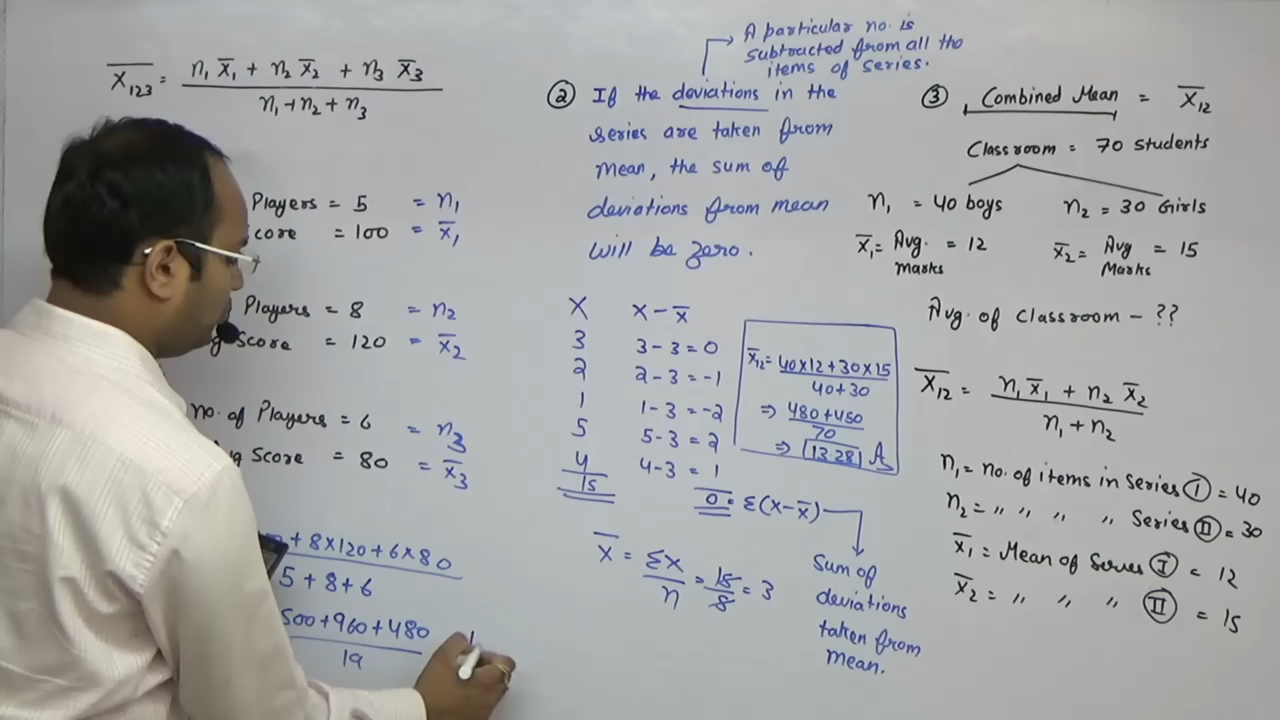 X̄₁₂₃ = n₁ x̄₁ + n₂ x̄₂ + n₃ x̄₃
n₁ + n₂ + n₃
Players = 5 = n₁
core = 100 = x̄₁
Players = 8 = n₂
g Score = 120 = x̄₂
no. of Players = 6 = n₃
g Score = 80 = x̄₃
+ 8×120 + 6×80
5 + 8 + 6
500 + 960 + 480
19
A particular no. is
subtracted from all the
items of series.
② If the deviations in the
series are taken from
mean, the sum of
deviations from mean
will be zero.
X x - x̄
3 3 - 3 = 0
2 2 - 3 = -1
1 1 - 3 = -2
5 5 - 3 = 2
4 4 - 3 = 1
15 0 = Σ(x - x̄)
X̄ = Σx = 15 = 3
n
Sum of
deviations
taken from
mean.
x̄₁₂ = 40×12 + 30×15
40+30
⇒ 480+450
70
⇒ 13.28 A
③ Combined Mean = X̄₁₂
Classroom = 70 students
n₁ = 40 boys n₂ = 30 Girls
x̄₁ = Avg. = 12 x̄₂ = Avg = 15
Marks Marks
Avg. of classroom - ??
X̄₁₂ = n₁ x̄₁ + n₂ x̄₂
n₁ + n₂
n₁ = no. of items in series Ⅰ = 40
n₂ = " " " " Series Ⅱ = 30
x̄₁ = Mean of Series Ⅰ = 12
x̄₂ = " " " Ⅱ = 15